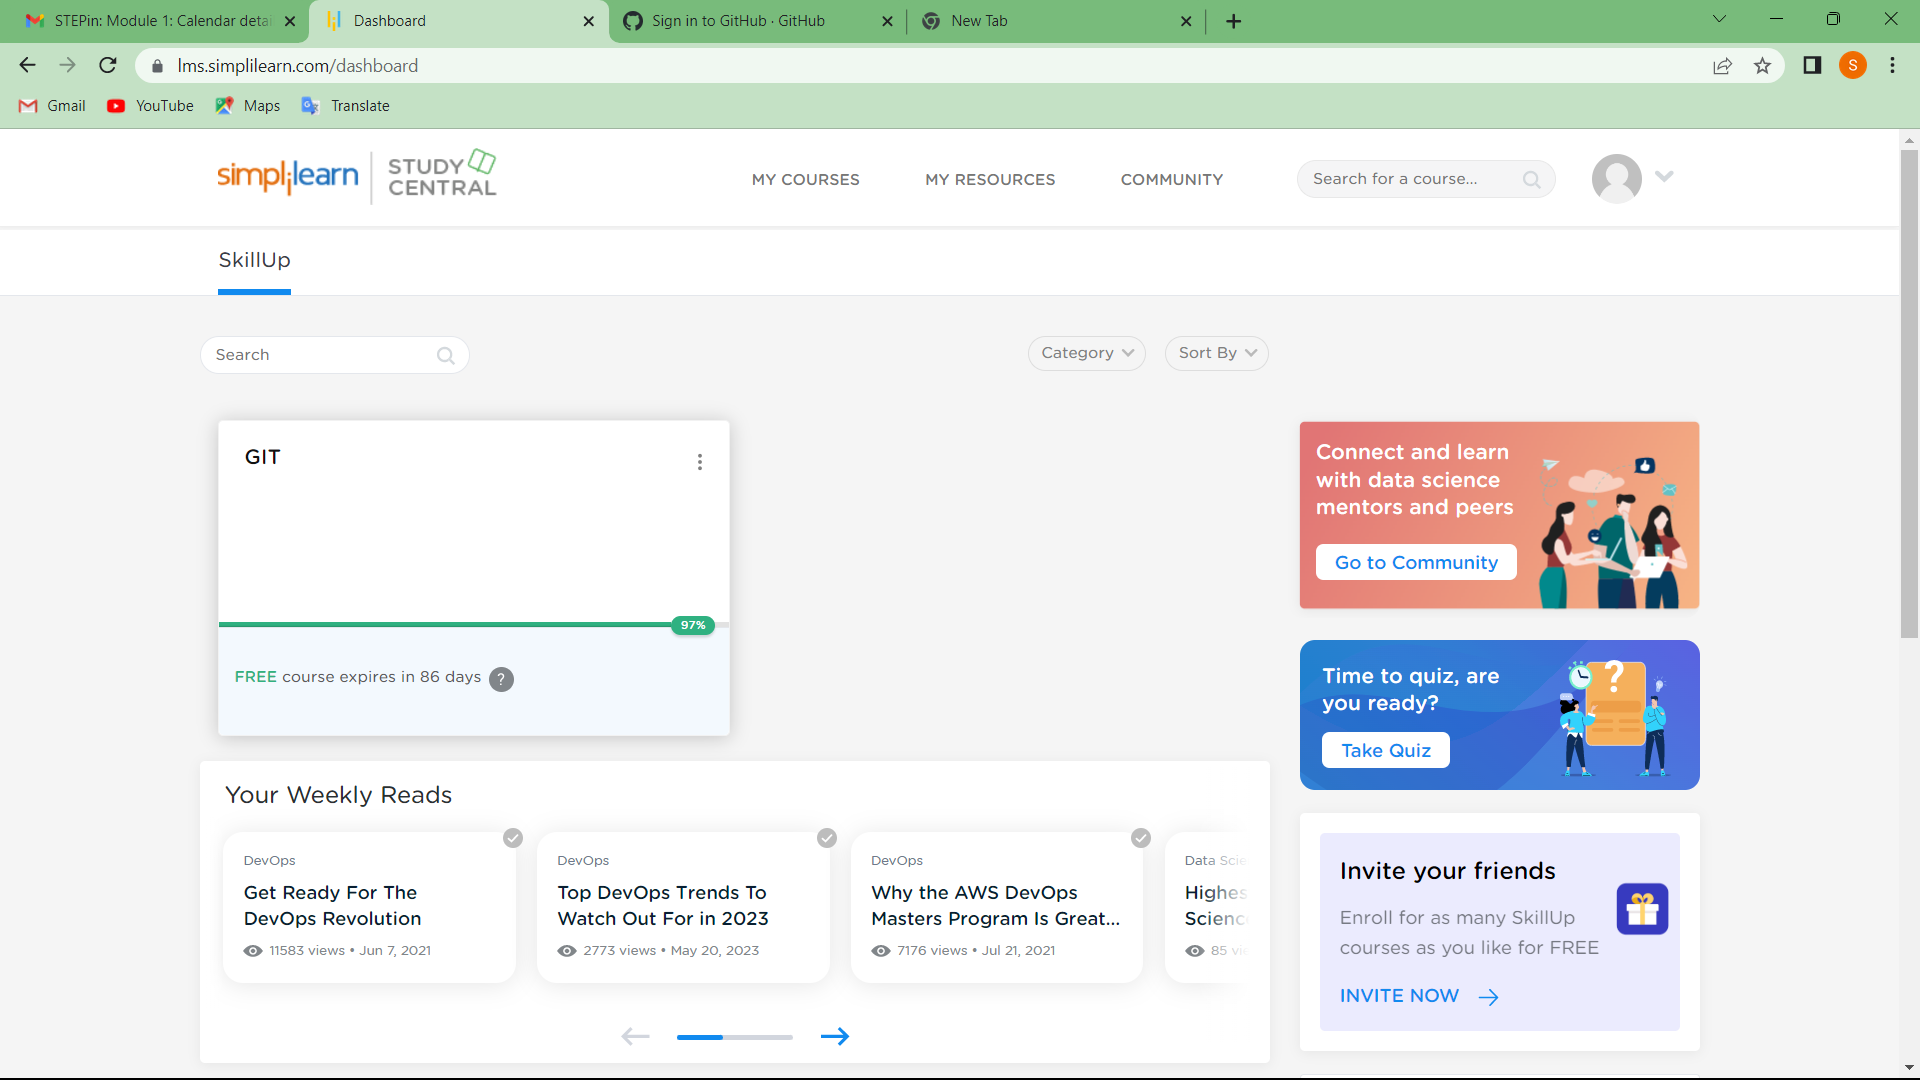 STEPin: Module 1: Calendar detai
Dashboard
Sign in to GitHub · GitHub
New Tab
lms.simplilearn.com/dashboard
S
Gmail
YouTube
Maps
Translate
simplilearn
STUDY
CENTRAL
MY COURSES
MY RESOURCES
COMMUNITY
Search for a course...
SkillUp
Search
Category
Sort By
GIT
97%
FREE course expires in 86 days ?
Connect and learn
with data science
mentors and peers
Go to Community
Time to quiz, are
you ready?
Take Quiz
Your Weekly Reads
DevOps
Get Ready For The
DevOps Revolution
11583 views • Jun 7, 2021
DevOps
Top DevOps Trends To
Watch Out For in 2023
2773 views • May 20, 2023
DevOps
Why the AWS DevOps
Masters Program Is Great...
7176 views • Jul 21, 2021
Data Scie
Highes
Scienc
85 vie
Invite your friends
Enroll for as many SkillUp
courses as you like for FREE
INVITE NOW